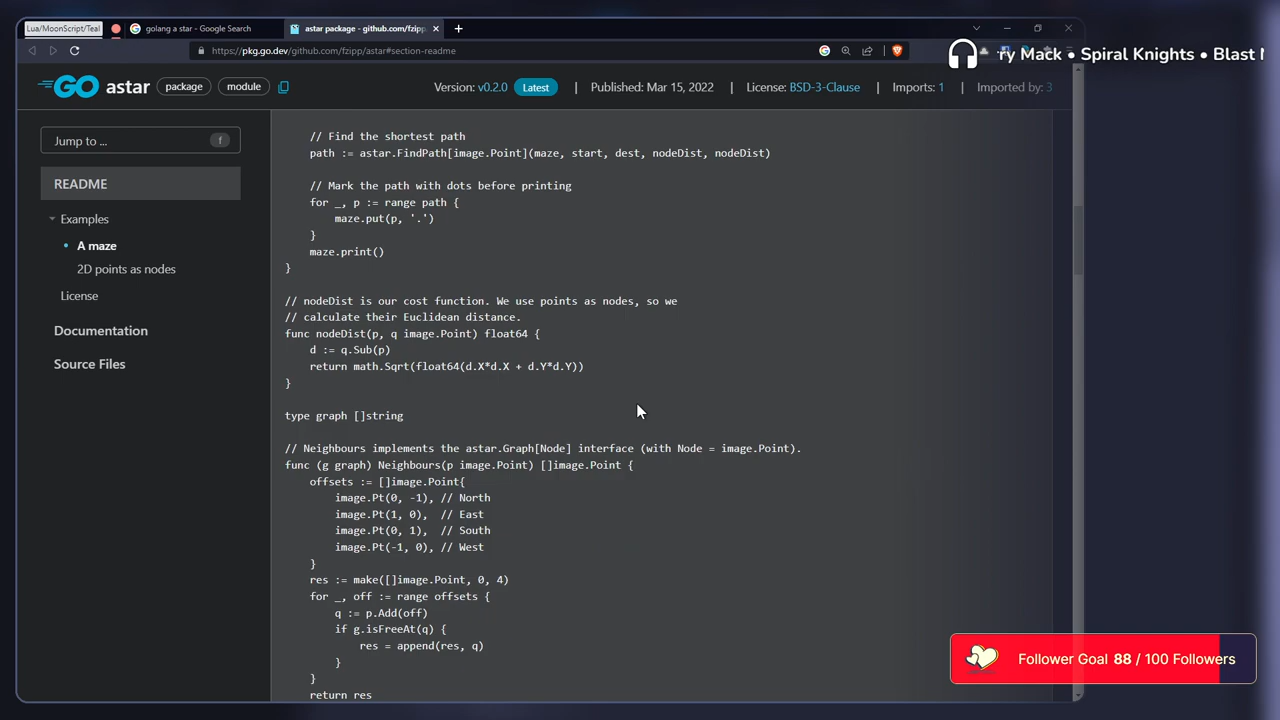 Lua/MoonScript/Teal
golang a star - Google Search
astar package - github.com/fzipp
https://pkg.go.dev/github.com/fzipp/astar#section-readme
ry Mack • Spiral Knights • Blast
GO astar package module
Version: v0.2.0 Latest | Published: Mar 15, 2022 | License: BSD-3-Clause | Imports: 1 | Imported by: 3
Jump to ... f
README
Examples
A maze
2D points as nodes
License
Documentation
Source Files
// Find the shortest path
path := astar.FindPath[image.Point](maze, start, dest, nodeDist, nodeDist)
// Mark the path with dots before printing
for _, p := range path {
maze.put(p, '.')
}
maze.print()
}
// nodeDist is our cost function. We use points as nodes, so we
// calculate their Euclidean distance.
func nodeDist(p, q image.Point) float64 {
d := q.Sub(p)
return math.Sqrt(float64(d.X*d.X + d.Y*d.Y))
}
type graph []string
// Neighbours implements the astar.Graph[Node] interface (with Node = image.Point).
func (g graph) Neighbours(p image.Point) []image.Point {
offsets := []image.Point{
image.Pt(0, -1), // North
image.Pt(1, 0), // East
image.Pt(0, 1), // South
image.Pt(-1, 0), // West
}
res := make([]image.Point, 0, 4)
for _, off := range offsets {
q := p.Add(off)
if g.isFreeAt(q) {
res = append(res, q)
}
}
return res
Follower Goal 88 / 100 Followers